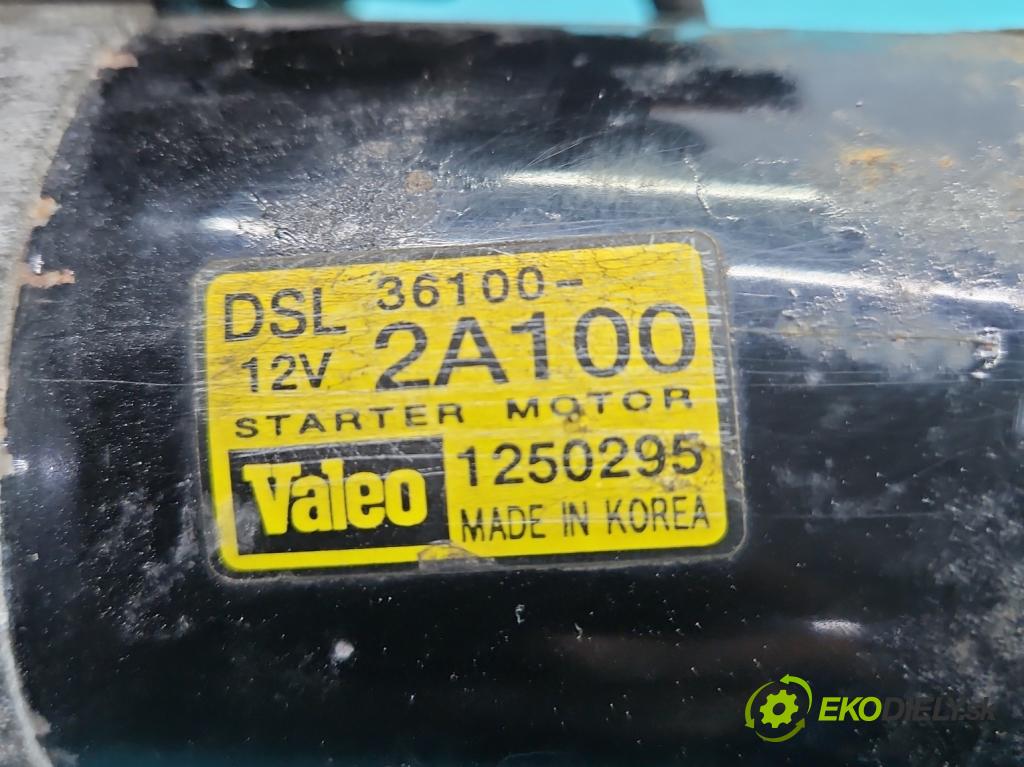 DSL 36100-
12V 2A100
STARTER MOTOR
Valeo 1250295
MADE IN KOREA
EKODIELY.sk